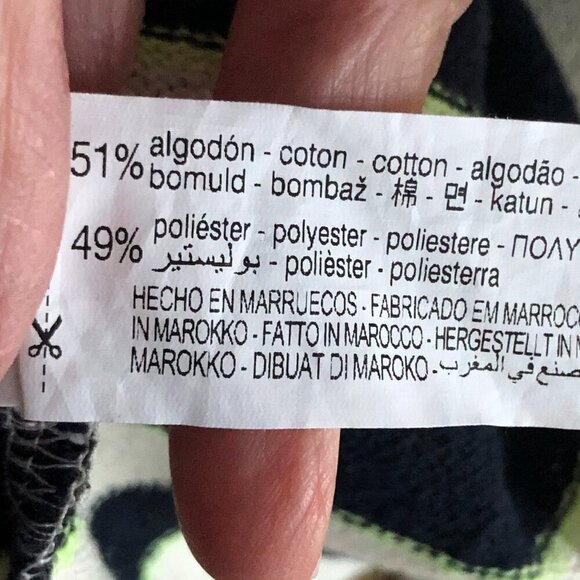 51% algodón - coton - cotton - algodão -
bomuld - bombaž - 棉 - 면 - katun -
49% poliéster - polyester - poliestere - ΠΟΛΥ
بوليستير - polièster - poliesterra
HECHO EN MARRUECOS - FABRICADO EM MARROC
IN MAROKKO - FATTO IN MAROCCO - HERGESTELLT IN
MAROKKO - DIBUAT DI MAROKO - صنع في المغرب